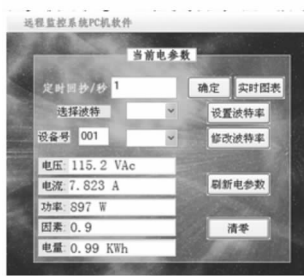 远程监控系统PC机软件
当前电参数
定时回抄/秒 1 确定 实时图表
选择波特 设置波特率
设备号 001 修改波特率
电压: 115.2 VAc
电流: 7.823 A
刷新电参数
功率: 897 W
因素: 0.9 清零
电量: 0.99 KWh